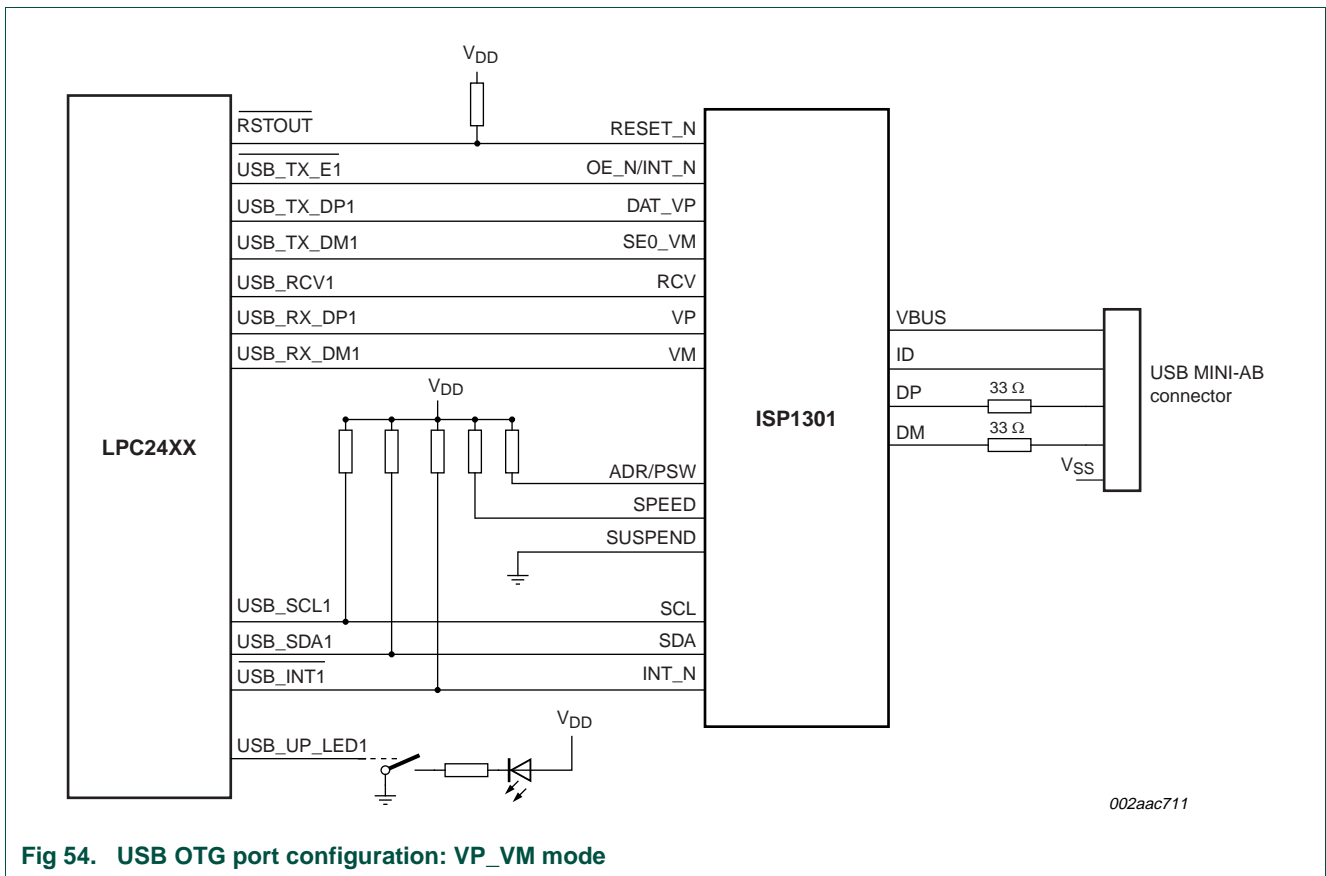 VDD
RSTOUT RESET_N
USB_TX_E1 OE_N/INT_N
USB_TX_DP1 DAT_VP
USB_TX_DM1 SE0_VM
USB_RCV1 RCV
USB_RX_DP1 VP
USB_RX_DM1 VM
VBUS
ID
DP 33 Ω
DM 33 Ω
VSS
USB MINI-AB
connector
LPC24XX
ISP1301
VDD
ADR/PSW
SPEED
SUSPEND
USB_SCL1 SCL
USB_SDA1 SDA
USB_INT1 INT_N
USB_UP_LED1
VDD
002aac711
Fig 54. USB OTG port configuration: VP_VM mode